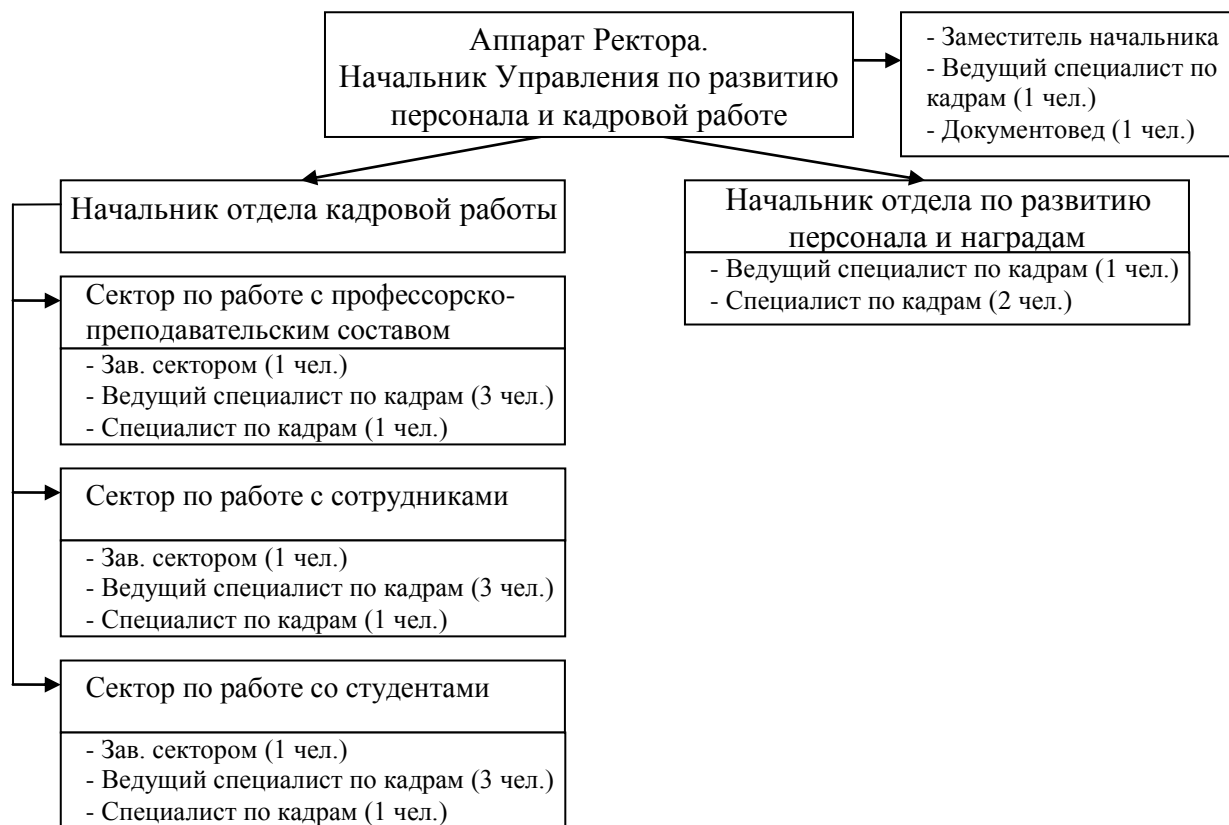 Аппарат Ректора.
Начальник Управления по развитию
персонала и кадровой работе
- Заместитель начальника
- Ведущий специалист по
кадрам (1 чел.)
- Документовед (1 чел.)
Начальник отдела кадровой работы
Начальник отдела по развитию
персонала и наградам
- Ведущий специалист по кадрам (1 чел.)
- Специалист по кадрам (2 чел.)
Сектор по работе с профессорско-
преподавательским составом
- Зав. сектором (1 чел.)
- Ведущий специалист по кадрам (3 чел.)
- Специалист по кадрам (1 чел.)
Сектор по работе с сотрудниками
- Зав. сектором (1 чел.)
- Ведущий специалист по кадрам (3 чел.)
- Специалист по кадрам (1 чел.)
Сектор по работе со студентами
- Зав. сектором (1 чел.)
- Ведущий специалист по кадрам (3 чел.)
- Специалист по кадрам (1 чел.)